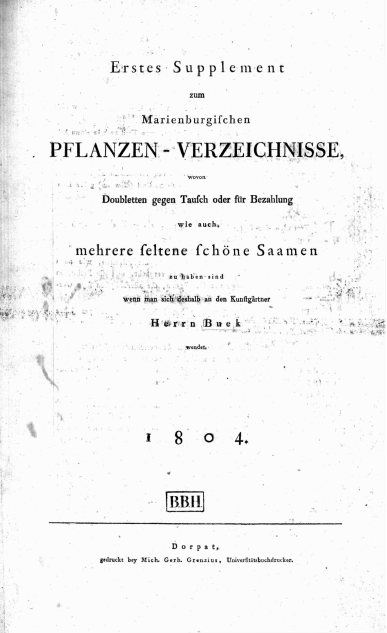 Erstes Supplement
zum
Marienburgiſchen
PFLANZEN-VERZEICHNISSE,
wovon
Doubletten gegen Tauſch oder für Bezahlung
wie auch,
mehrere ſeltene ſchöne Saamen
zu haben sind
wenn man sich deshalb an den Kunſtgärtner
Herrn Buek
wendet.
1804.
BBH
Dorpat,
gedruckt bey Mich. Gerh. Grenzius, Univerſitätsbuchdrucker.